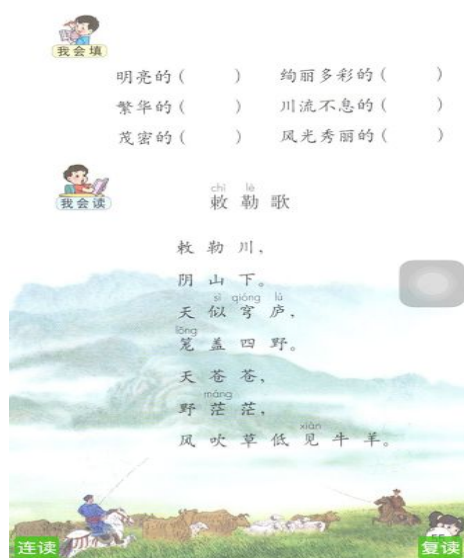 我会填
明亮的（　　） 绚丽多彩的（　　）
繁华的（　　） 川流不息的（　　）
茂密的（　　） 风光秀丽的（　　）
我会读
chì lè
敕勒歌
敕勒川，
阴山下。
sì qióng lú
天似穹庐，
lǒng
笼盖四野。
天苍苍，
máng
野茫茫，
xiàn
风吹草低见牛羊。
连读
复读